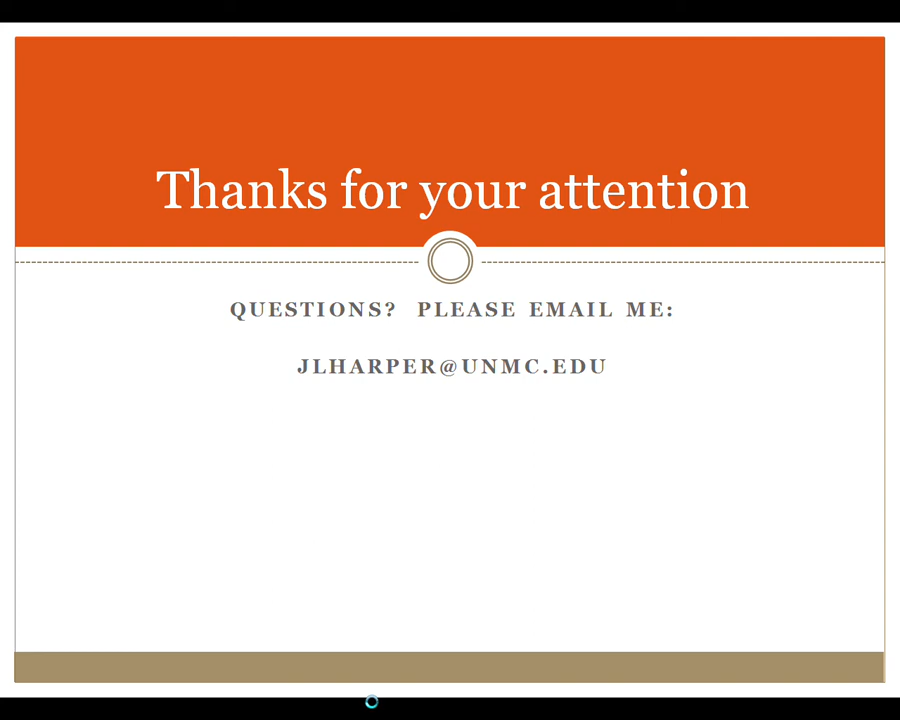 Thanks for your attention
QUESTIONS? PLEASE EMAIL ME:
JLHARPER@UNMC.EDU